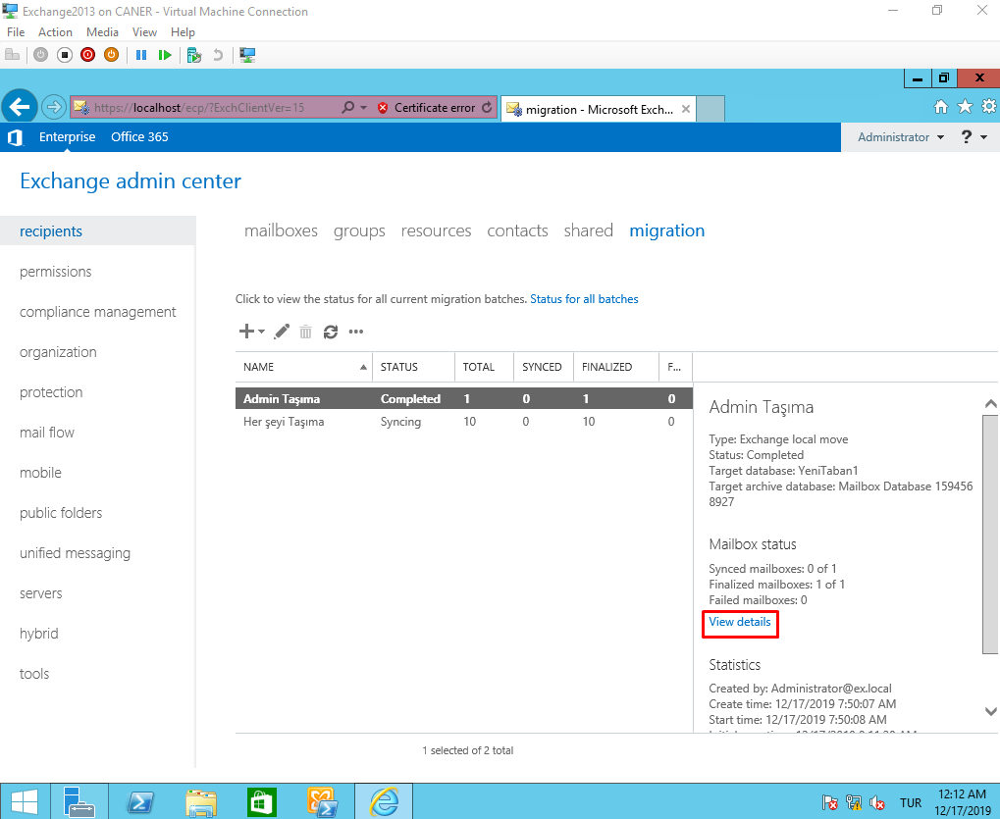 Exchange2013 on CANER - Virtual Machine Connection
File Action Media View Help
https://localhost/ecp/?ExchClientVer=15 Certificate error migration - Microsoft Exch...
Enterprise Office 365 Administrator ?
Exchange admin center
recipients
permissions
compliance management
organization
protection
mail flow
mobile
public folders
unified messaging
servers
hybrid
tools
mailboxes groups resources contacts shared migration
Click to view the status for all current migration batches. Status for all batches
NAME STATUS TOTAL SYNCED FINALIZED F...
Admin Taşıma Completed 1 0 1 0
Her şeyi Taşıma Syncing 10 0 10 0
Admin Taşıma
Type: Exchange local move
Status: Completed
Target database: YeniTaban1
Target archive database: Mailbox Database 159456
8927
Mailbox status
Synced mailboxes: 0 of 1
Finalized mailboxes: 1 of 1
Failed mailboxes: 0
View details
Statistics
Created by: Administrator@ex.local
Create time: 12/17/2019 7:50:07 AM
Start time: 12/17/2019 7:50:08 AM
1 selected of 2 total
TUR
12:12 AM
12/17/2019